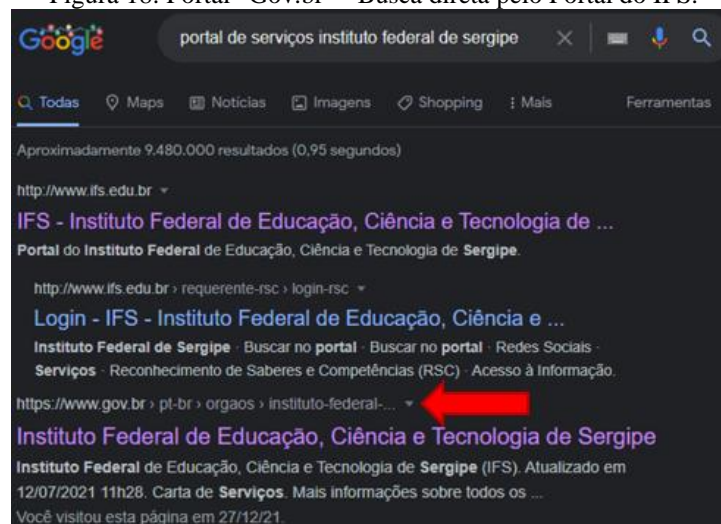 Figura 18: Portal "Gov.br" – Busca direta pelo Portal do IFS.
Google
portal de serviços instituto federal de sergipe
Todas Maps Notícias Imagens Shopping Mais Ferramentas
Aproximadamente 9.480.000 resultados (0,95 segundos)
http://www.ifs.edu.br
IFS - Instituto Federal de Educação, Ciência e Tecnologia de ...
Portal do Instituto Federal de Educação, Ciência e Tecnologia de Sergipe.
http://www.ifs.edu.br › requerente-rsc › login-rsc
Login - IFS - Instituto Federal de Educação, Ciência e ...
Instituto Federal de Sergipe · Buscar no portal · Buscar no portal · Redes Sociais ·
Serviços · Reconhecimento de Saberes e Competências (RSC) · Acesso à Informação.
https://www.gov.br › pt-br › orgaos › instituto-federal-...
Instituto Federal de Educação, Ciência e Tecnologia de Sergipe
Instituto Federal de Educação, Ciência e Tecnologia de Sergipe (IFS). Atualizado em
12/07/2021 11h28. Carta de Serviços. Mais informações sobre todos os ...
Você visitou esta página em 27/12/21.